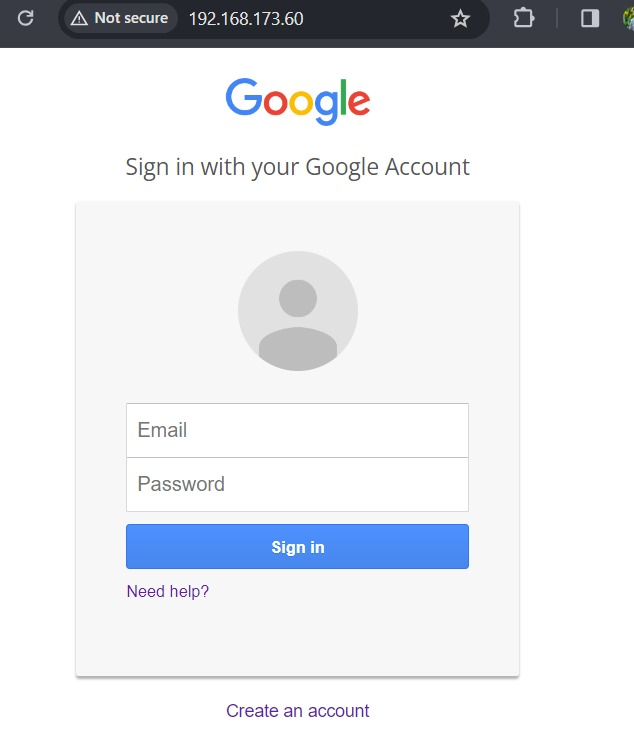 Not secure 192.168.173.60
Google
Sign in with your Google Account
Email
Password
Sign in
Need help?
Create an account